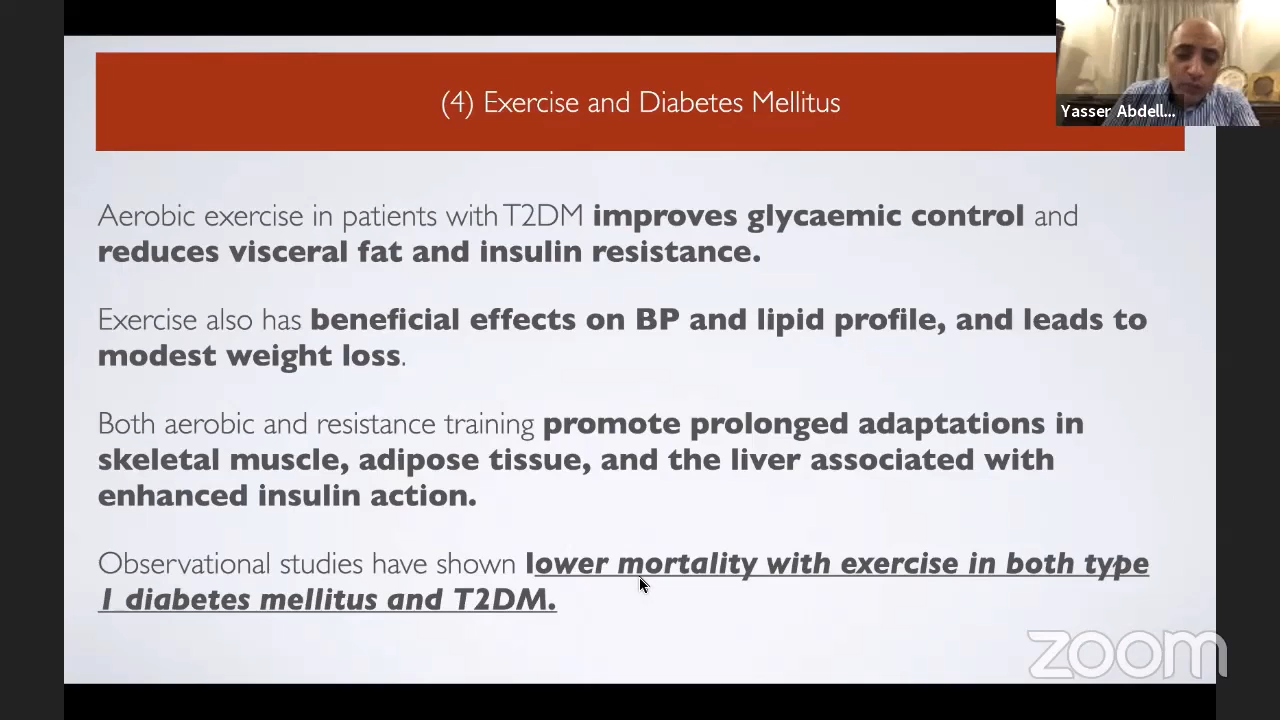 (4) Exercise and Diabetes Mellitus
Yasser Abdell...
Aerobic exercise in patients with T2DM improves glycaemic control and
reduces visceral fat and insulin resistance.
Exercise also has beneficial effects on BP and lipid profile, and leads to
modest weight loss.
Both aerobic and resistance training promote prolonged adaptations in
skeletal muscle, adipose tissue, and the liver associated with
enhanced insulin action.
Observational studies have shown lower mortality with exercise in both type
1 diabetes mellitus and T2DM.
zoom